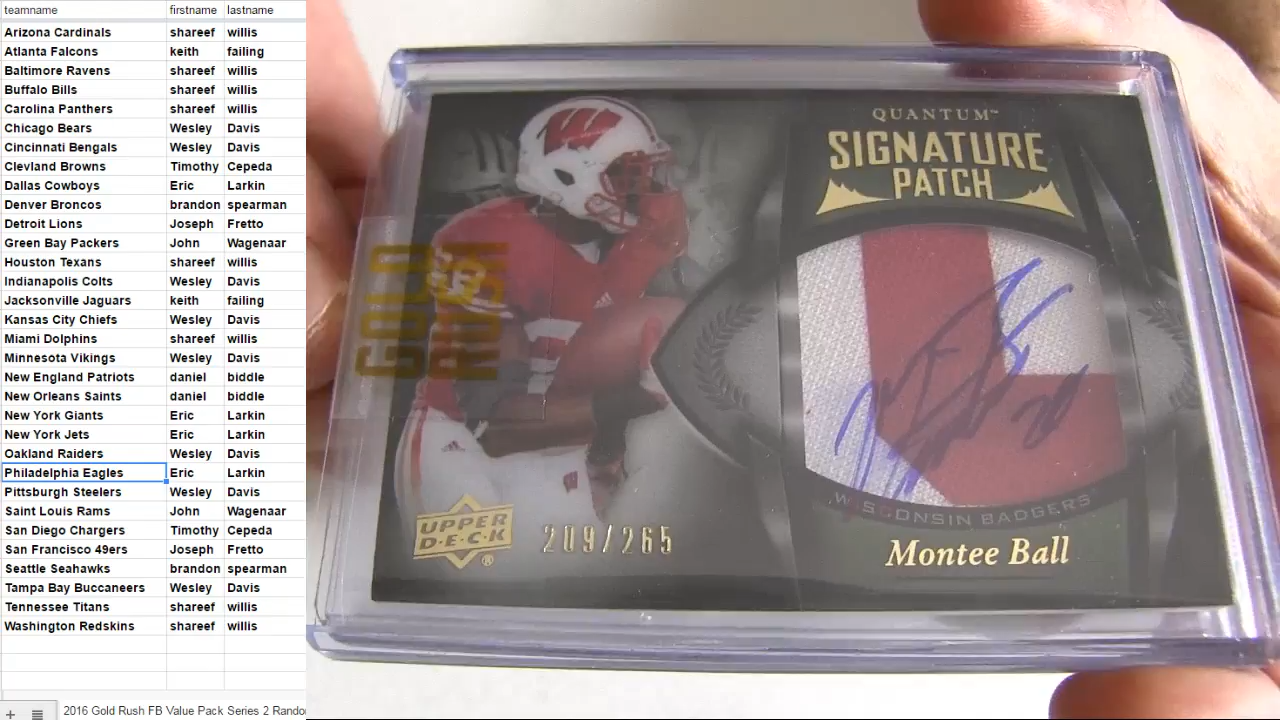 teamname firstname lastname
Arizona Cardinals shareef willis
Atlanta Falcons keith failing
Baltimore Ravens shareef willis
Buffalo Bills shareef willis
Carolina Panthers shareef willis
Chicago Bears Wesley Davis
Cincinnati Bengals Wesley Davis
Clevland Browns Timothy Cepeda
Dallas Cowboys Eric Larkin
Denver Broncos brandon spearman
Detroit Lions Joseph Fretto
Green Bay Packers John Wagenaar
Houston Texans shareef willis
Indianapolis Colts Wesley Davis
Jacksonville Jaguars keith failing
Kansas City Chiefs Wesley Davis
Miami Dolphins shareef willis
Minnesota Vikings Wesley Davis
New England Patriots daniel biddle
New Orleans Saints daniel biddle
New York Giants Eric Larkin
New York Jets Eric Larkin
Oakland Raiders Wesley Davis
Philadelphia Eagles Eric Larkin
Pittsburgh Steelers Wesley Davis
Saint Louis Rams John Wagenaar
San Diego Chargers Timothy Cepeda
San Francisco 49ers Joseph Fretto
Seattle Seahawks brandon spearman
Tampa Bay Buccaneers Wesley Davis
Tennessee Titans shareef willis
Washington Redskins shareef willis
2016 Gold Rush FB Value Pack Series 2 Rando
QUANTUM™
SIGNATURE
PATCH
GOLD
RUSH
UPPER
D·E·C·K
®
209/265
WISCONSIN BADGERS
Montee Ball